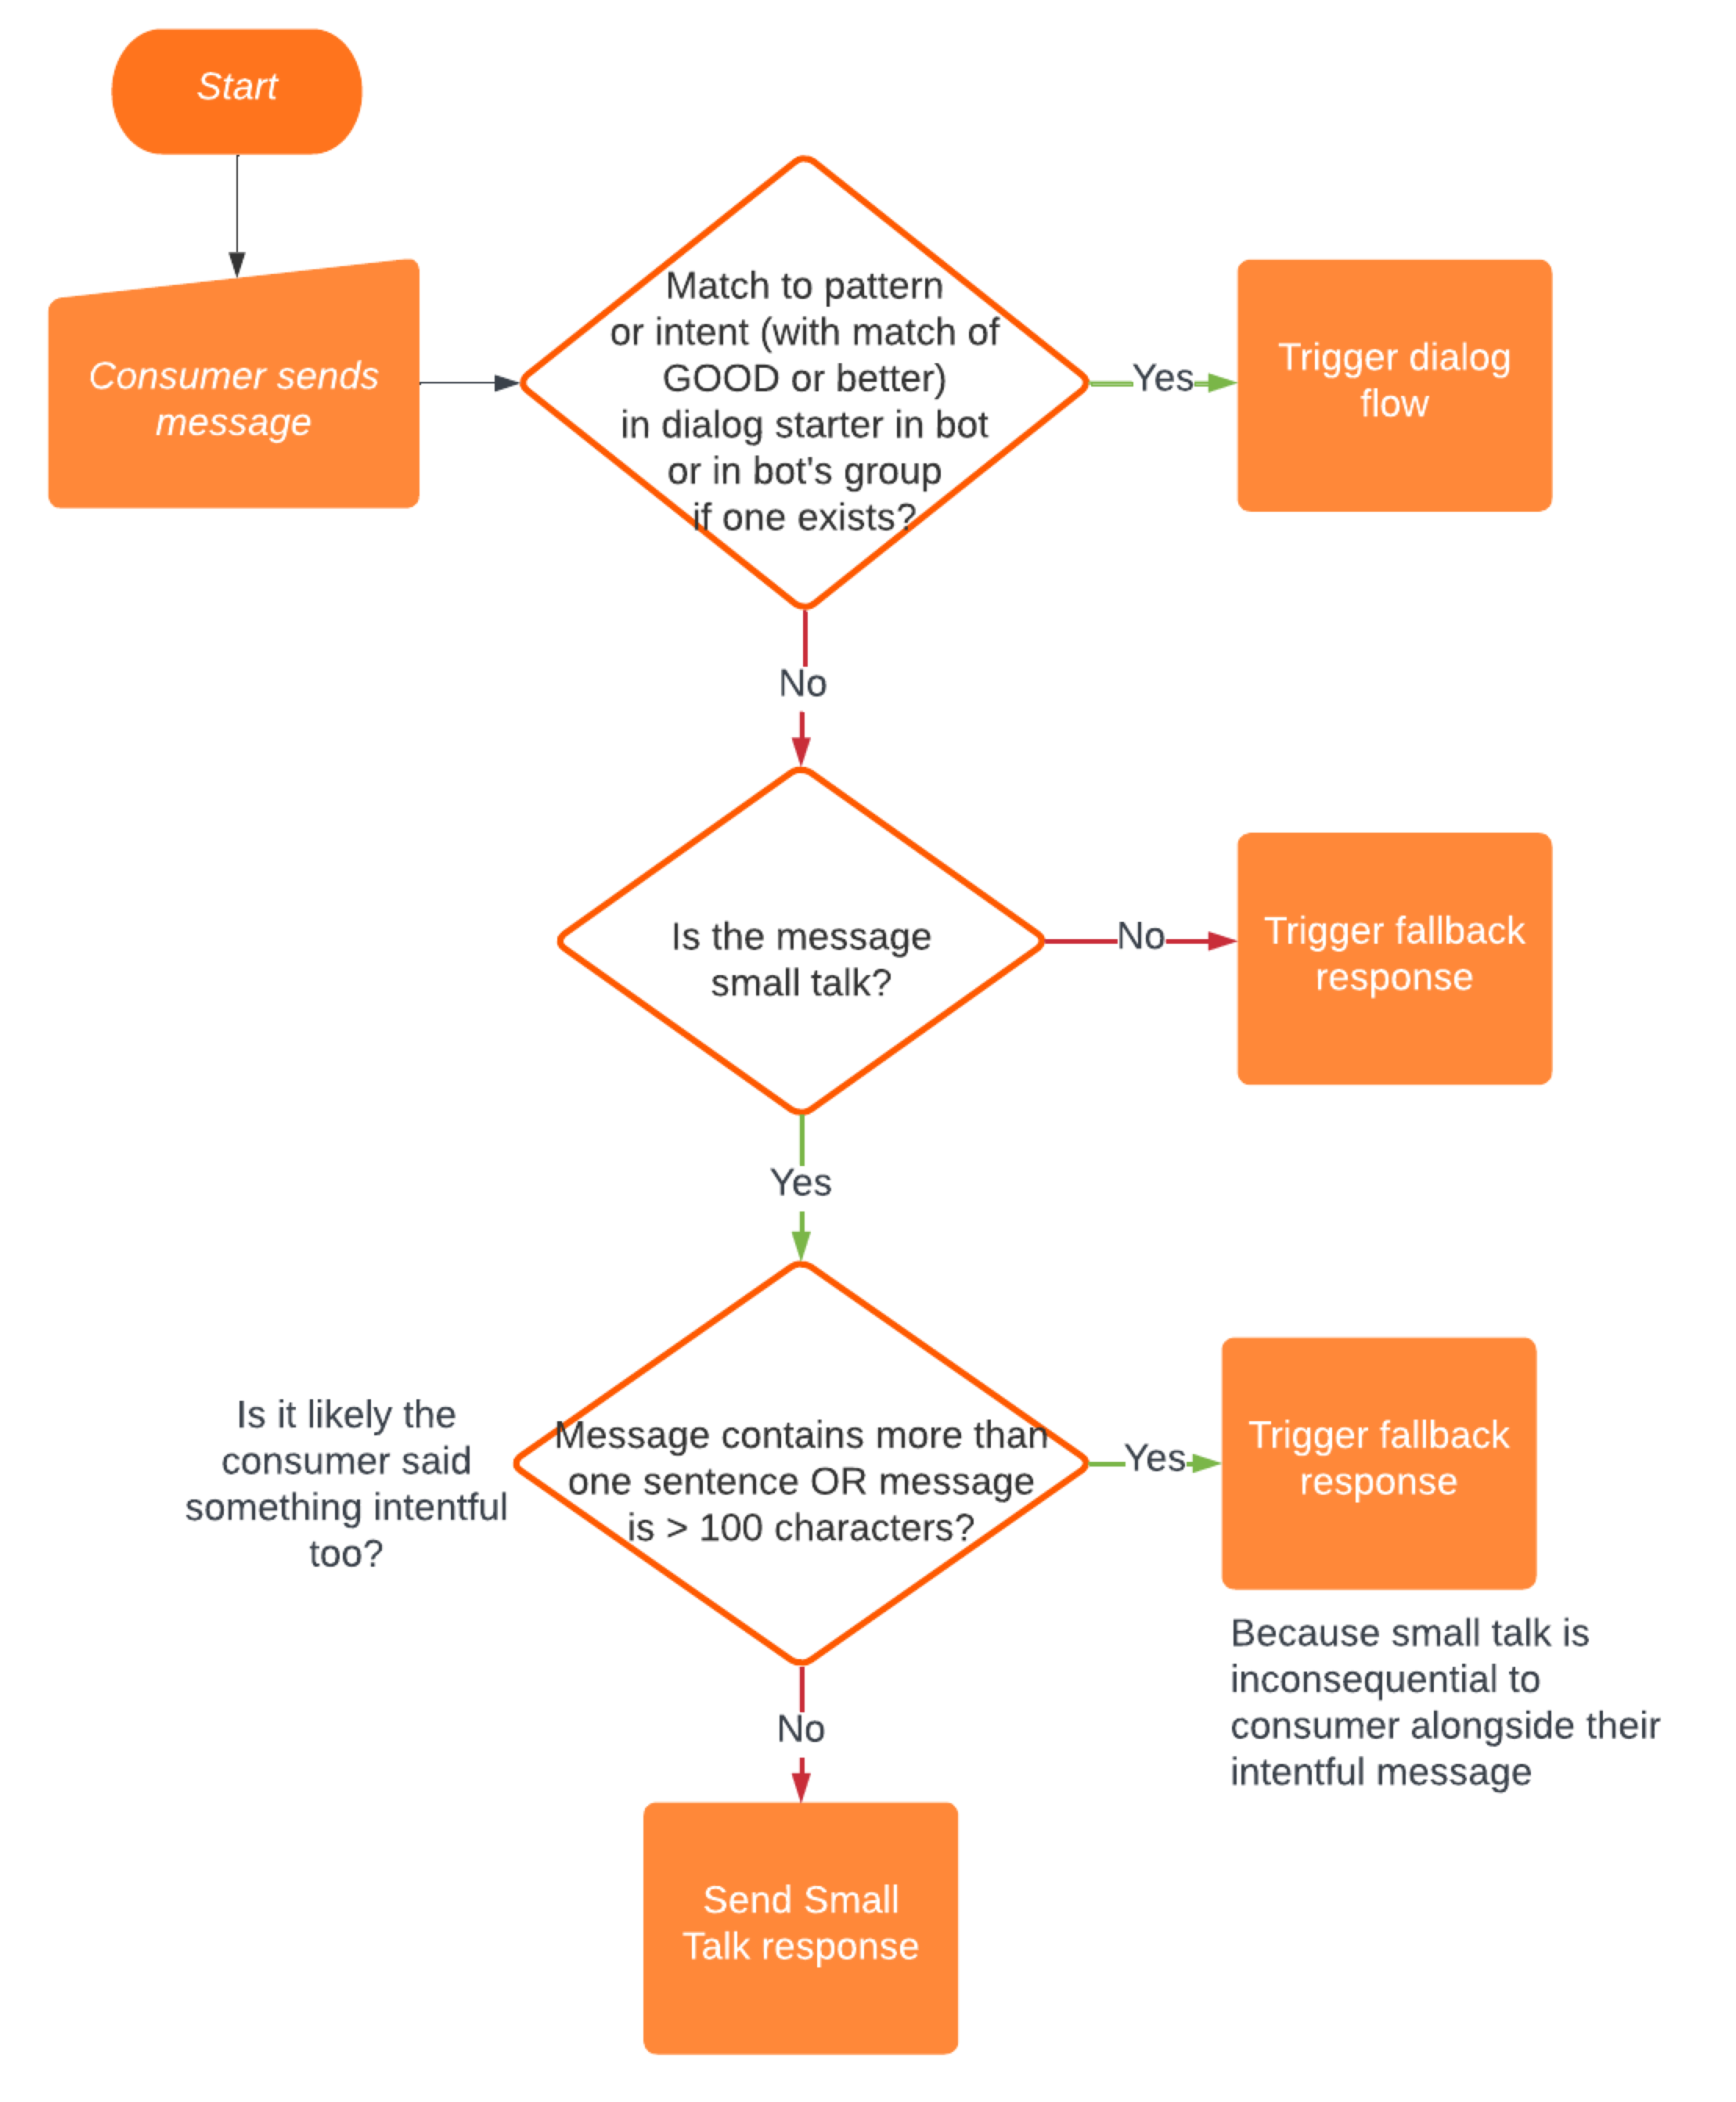 Start
Consumer sends
message
Match to pattern
or intent (with match of
GOOD or better)
in dialog starter in bot
or in bot's group
if one exists?
Yes
Trigger dialog
flow
No
Is the message
small talk?
No
Trigger fallback
response
Yes
Is it likely the
consumer said
something intentful
too?
Message contains more than
one sentence OR message
is > 100 characters?
Yes
Trigger fallback
response
Because small talk is
inconsequential to
consumer alongside their
intentful message
No
Send Small
Talk response